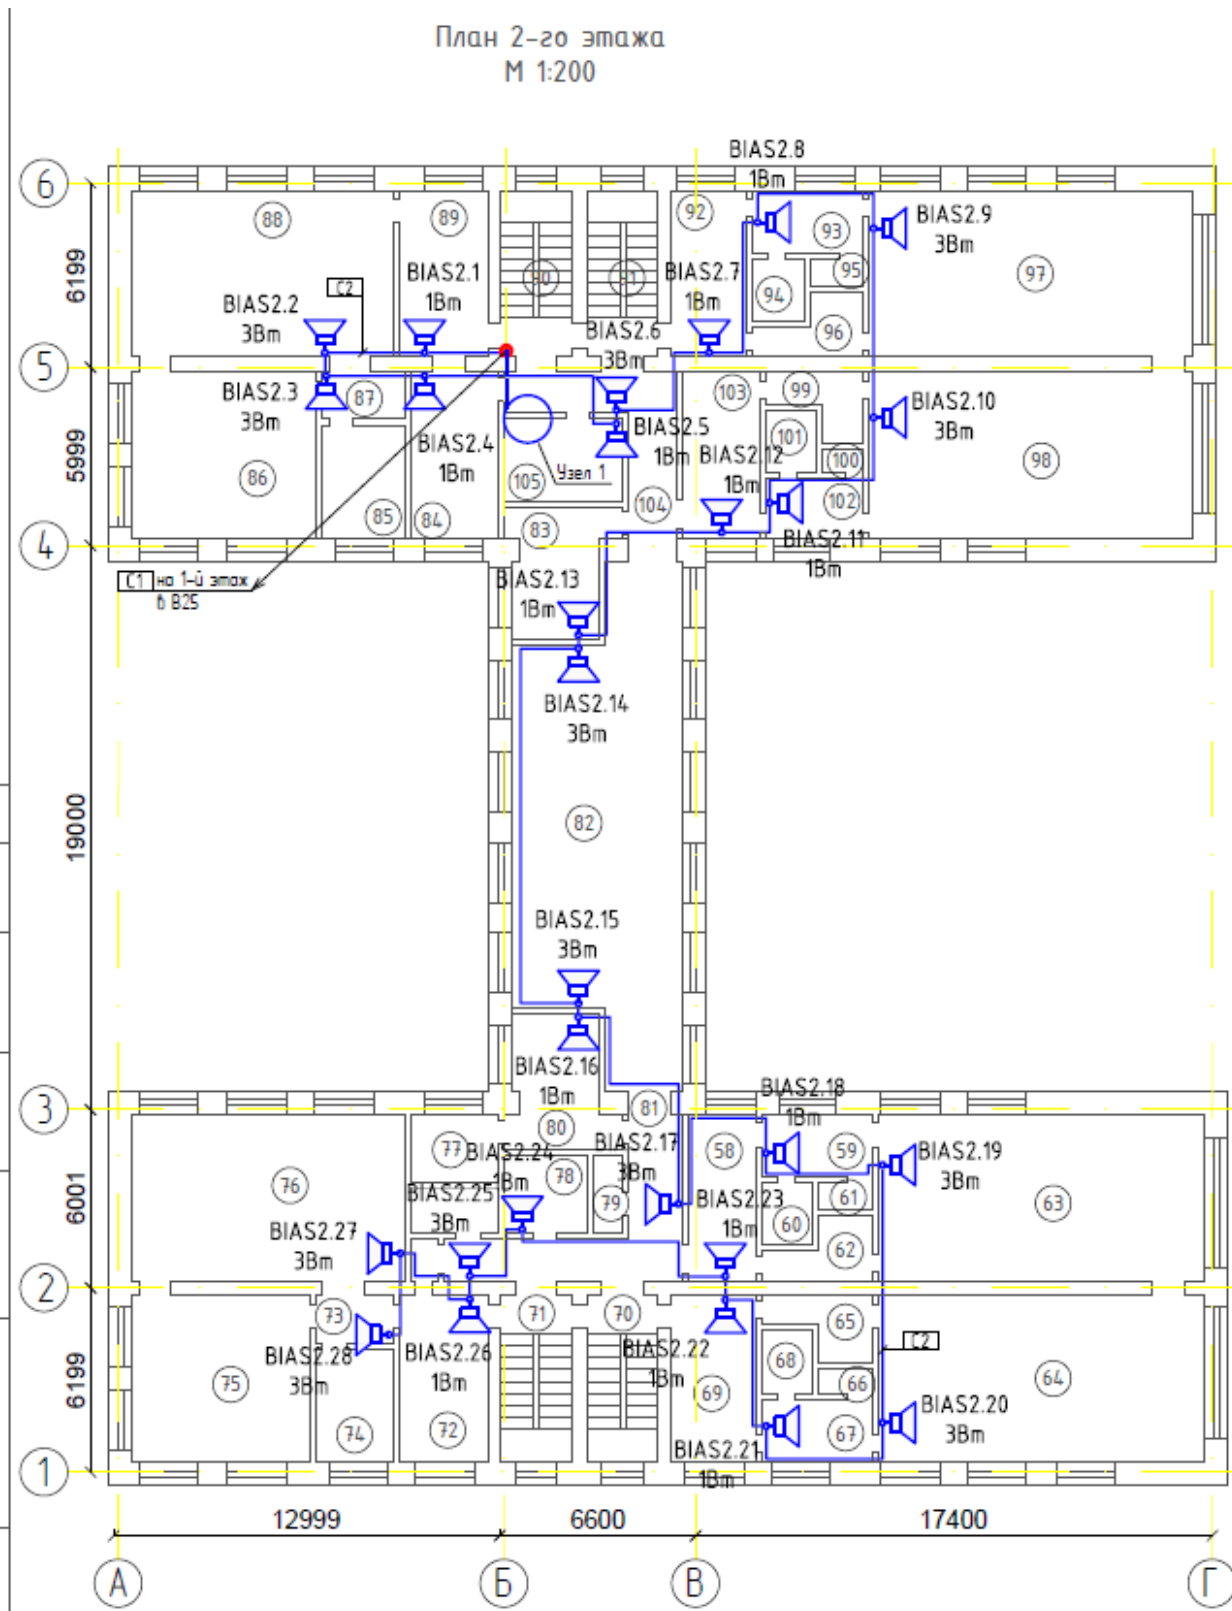 План 2-го этажа
М 1:200
6
5
4
3
2
1
6199
5999
19000
6001
6199
BIAS2.8
1Вт
BIAS2.9
3Вт
88
89
90
91
92
93
95
94
96
97
BIAS2.1
1Вт
BIAS2.7
1Вт
С2
BIAS2.2
3Вт
BIAS2.6
3Вт
BIAS2.3
3Вт
87
BIAS2.10
3Вт
103
99
101
100
98
102
BIAS2.4
1Вт
BIAS2.5
1Вт
BIAS2.12
1Вт
Узел 1
105
104
86
85
84
83
BIAS2.11
1Вт
С1 на 1-й этаж
в В25
BIAS2.13
1Вт
BIAS2.14
3Вт
82
BIAS2.15
3Вт
BIAS2.16
1Вт
BIAS2.18
1Вт
81
80
BIAS2.17
3Вт
58
59
BIAS2.19
3Вт
77
BIAS2.24
1Вт
78
79
76
BIAS2.25
3Вт
BIAS2.23
1Вт
60
61
62
63
BIAS2.27
3Вт
73
71
70
65
С2
BIAS2.28
3Вт
BIAS2.26
1Вт
BIAS2.22
1Вт
68
66
64
75
74
72
69
67
BIAS2.20
3Вт
BIAS2.21
1Вт
12999
6600
17400
А
Б
В
Г